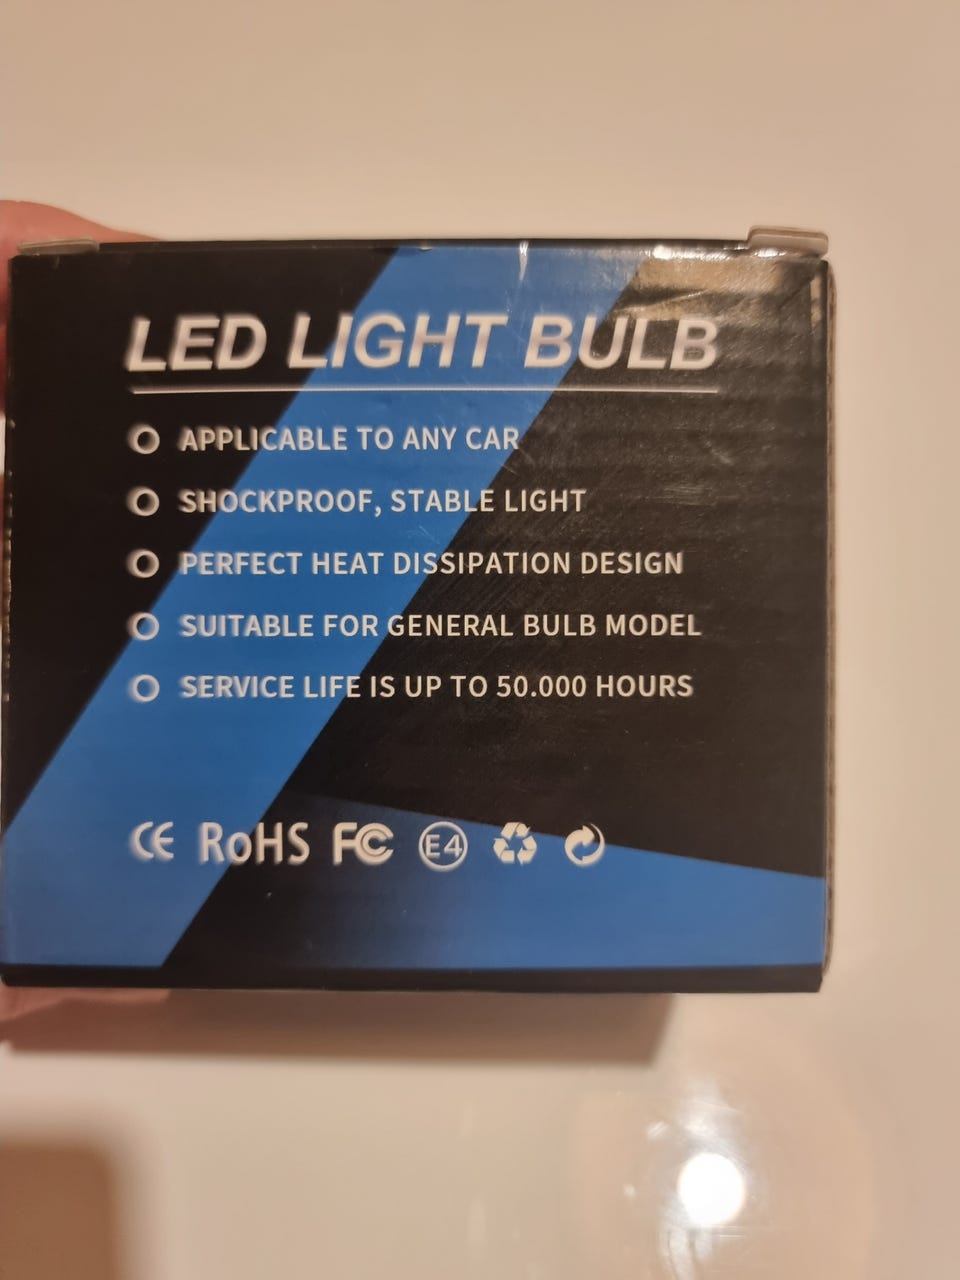 LED LIGHT BULB
APPLICABLE TO ANY CAR
SHOCKPROOF, STABLE LIGHT
PERFECT HEAT DISSIPATION DESIGN
SUITABLE FOR GENERAL BULB MODEL
SERVICE LIFE IS UP TO 50.000 HOURS
CE RoHS FC E4